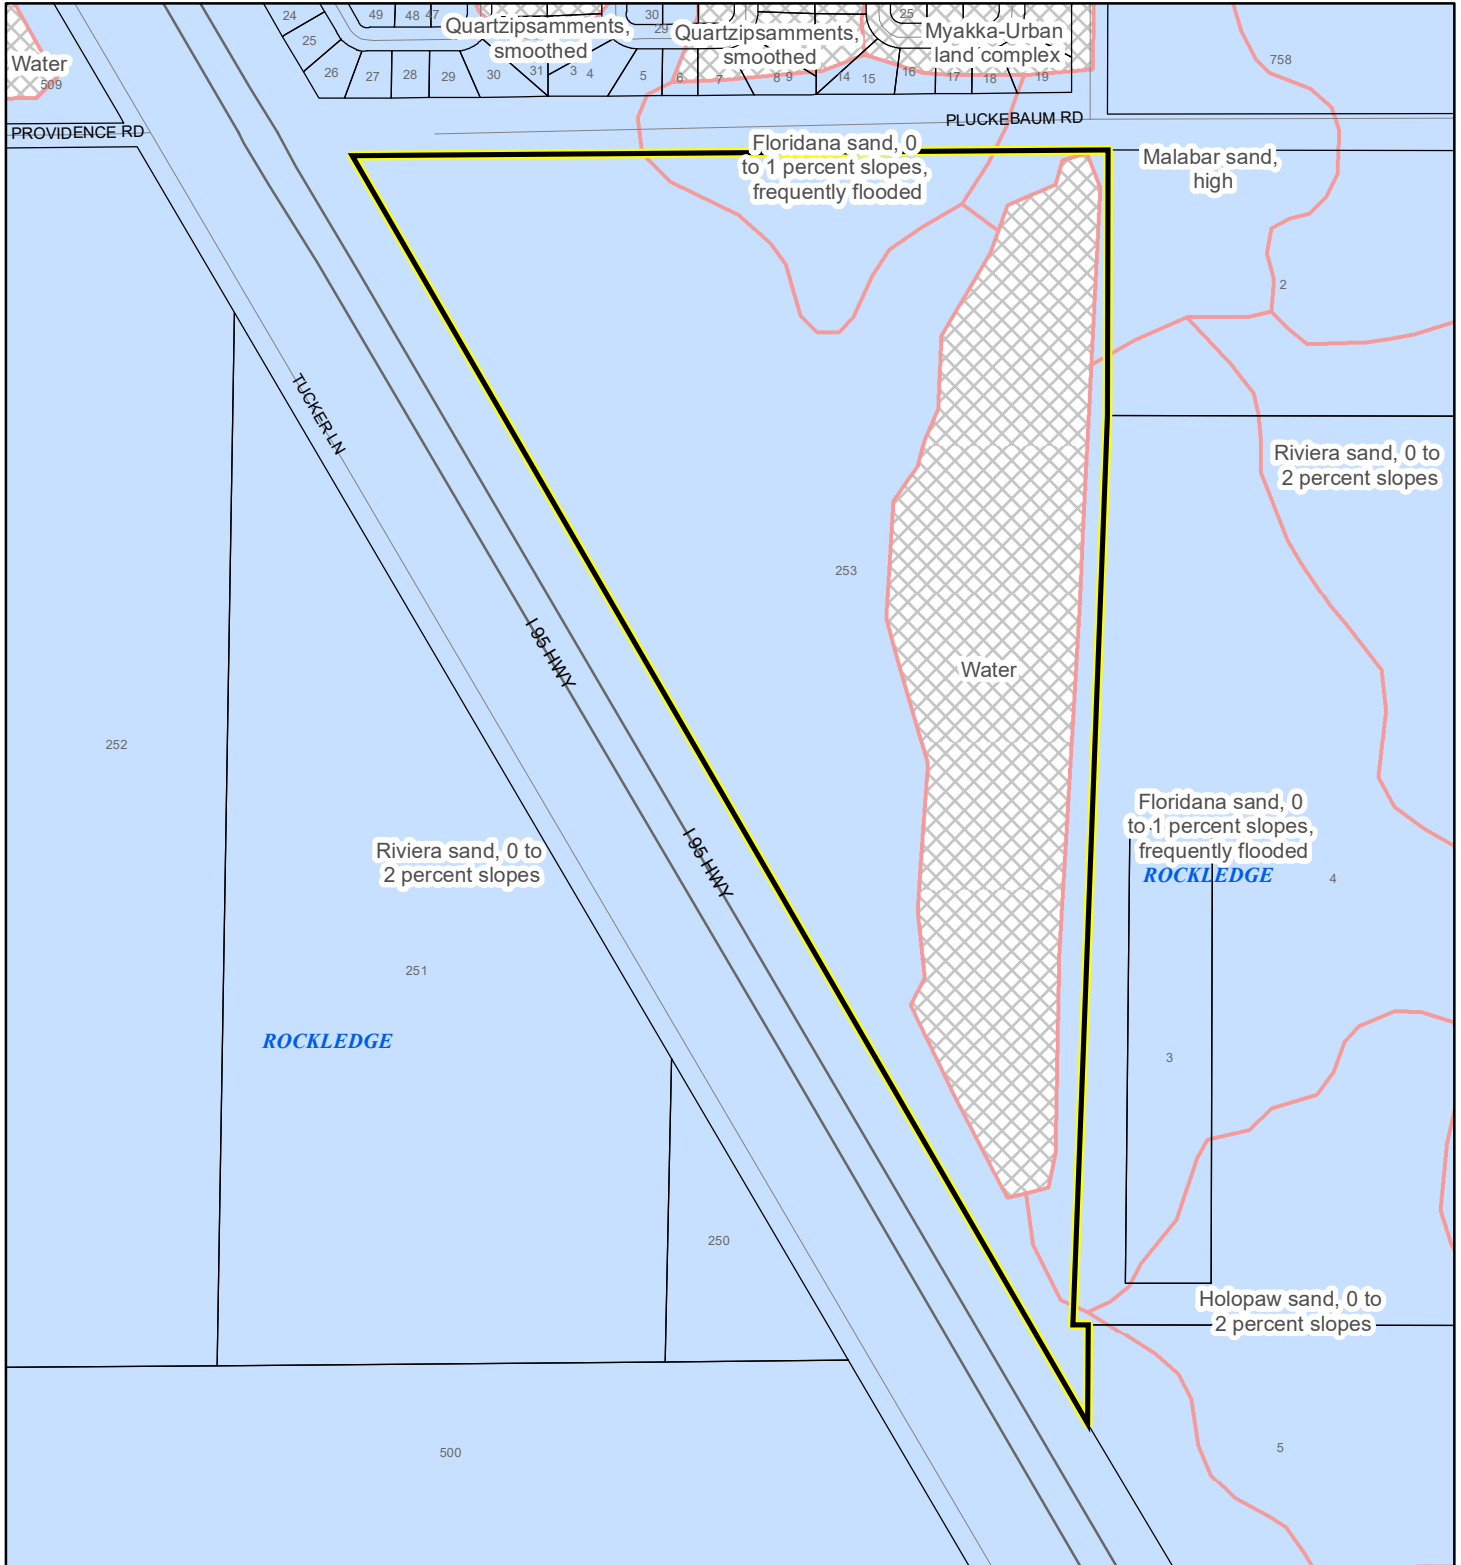 24
49
48
47
30
29
25
Quartzipsamments,
smoothed
Quartzipsamments,
smoothed
Myakka-Urban
land complex
25
26
27
28
29
30
31
3
4
5
6
7
8
9
14
15
16
17
18
19
758
Water
509
PROVIDENCE RD
PLUCKEBAUM RD
Floridana sand, 0
to 1 percent slopes,
frequently flooded
Malabar sand,
high
2
TUCKER LN
Riviera sand, 0 to
2 percent slopes
253
I 95 HWY
Water
252
Floridana sand, 0
to 1 percent slopes,
frequently flooded
ROCKLEDGE
4
I 95 HWY
Riviera sand, 0 to
2 percent slopes
251
ROCKLEDGE
3
250
Holopaw sand, 0 to
2 percent slopes
500
5